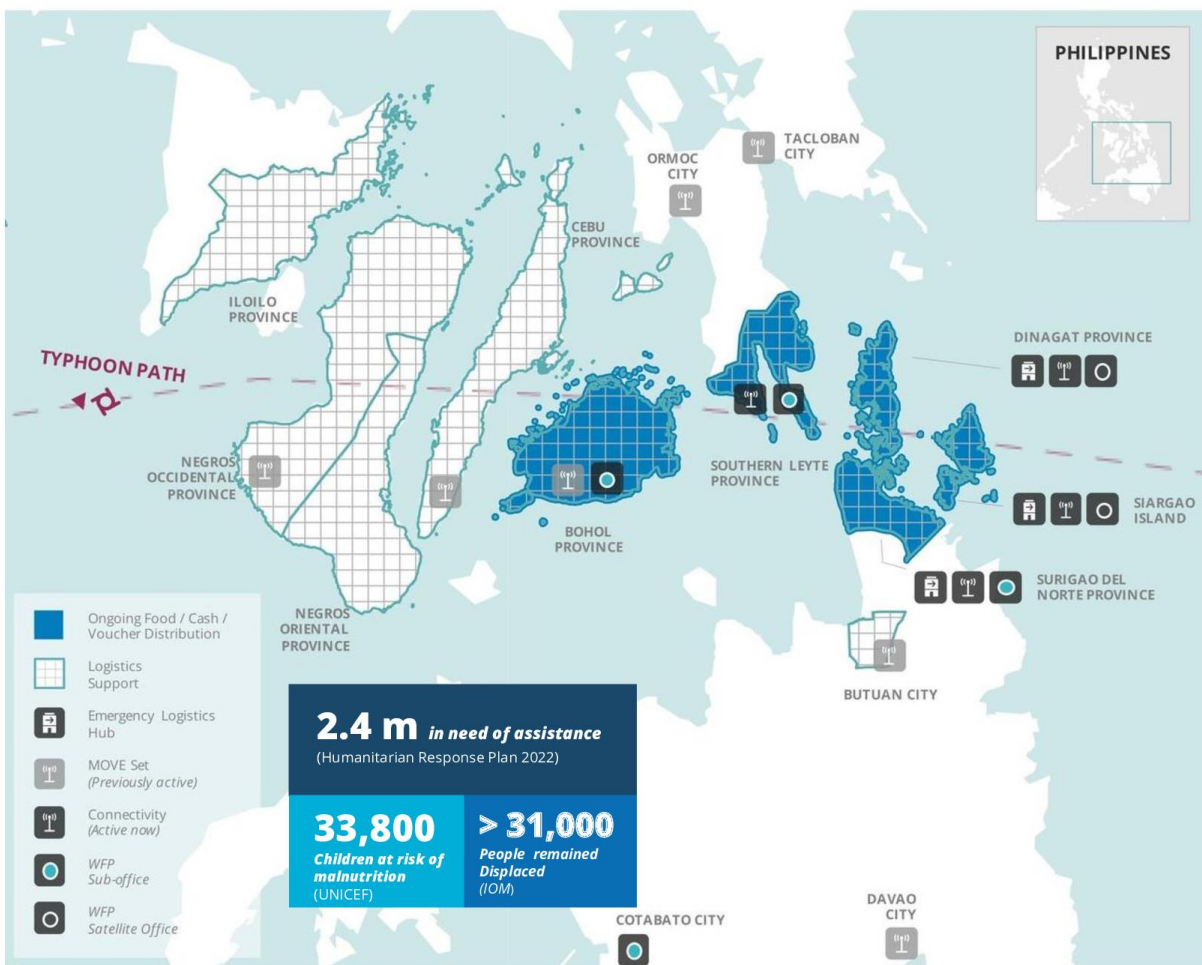 PHILIPPINES
TACLOBAN
CITY
ORMOC
CITY
CEBU
PROVINCE
ILOILO
PROVINCE
TYPHOON PATH
DINAGAT PROVINCE
NEGROS
OCCIDENTAL
PROVINCE
SOUTHERN LEYTE
PROVINCE
SIARGAO
ISLAND
BOHOL
PROVINCE
SURIGAO DEL
NORTE PROVINCE
NEGROS
ORIENTAL
PROVINCE
BUTUAN CITY
Ongoing Food / Cash /
Voucher Distribution
Logistics
Support
Emergency Logistics
Hub
MOVE Set
(Previously active)
Connectivity
(Active now)
WFP
Sub-office
WFP
Satellite Office
2.4 m in need of assistance
(Humanitarian Response Plan 2022)
33,800
Children at risk of
malnutrition
(UNICEF)
> 31,000
People remained
Displaced
(IOM)
COTABATO CITY
DAVAO
CITY